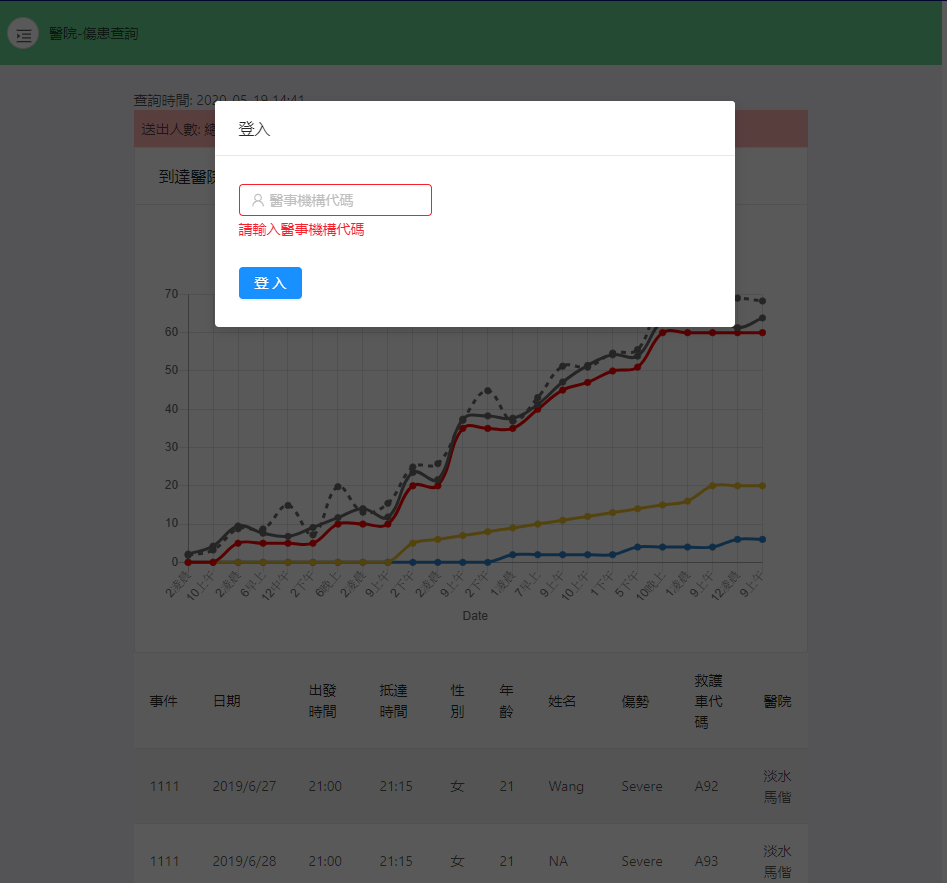 醫院-傷患查詢
查詢時間: 2020-05-19 14:41
送出人數: 總
登入
到達醫院
醫事機構代碼
請輸入醫事機構代碼
登 入
70
60
50
40
30
20
10
0
2凌晨
10上午
2凌晨
6早上
12中午
2下午
6晚上
2凌晨
9上午
2下午
2凌晨
9上午
2下午
1凌晨
7早上
9上午
10上午
1下午
5下午
10晚上
1凌晨
9上午
12凌晨
9上午
Date
事件 日期 出發時間 抵達時間 性別 年齡 姓名 傷勢 救護車代碼 醫院
1111 2019/6/27 21:00 21:15 女 21 Wang Severe A92 淡水馬偕
1111 2019/6/28 21:00 21:15 女 21 NA Severe A93 淡水馬偕